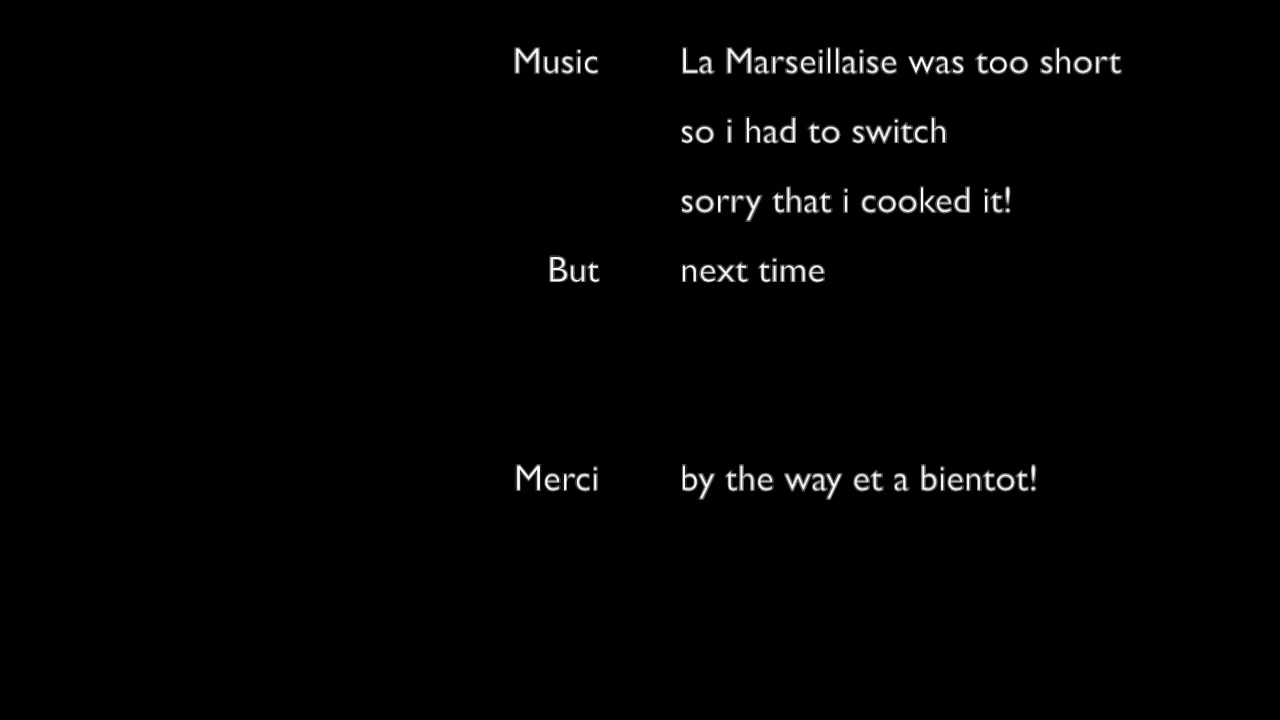 Music La Marseillaise was too short
so i had to switch
sorry that i cooked it!
But next time
Merci by the way et a bientot!